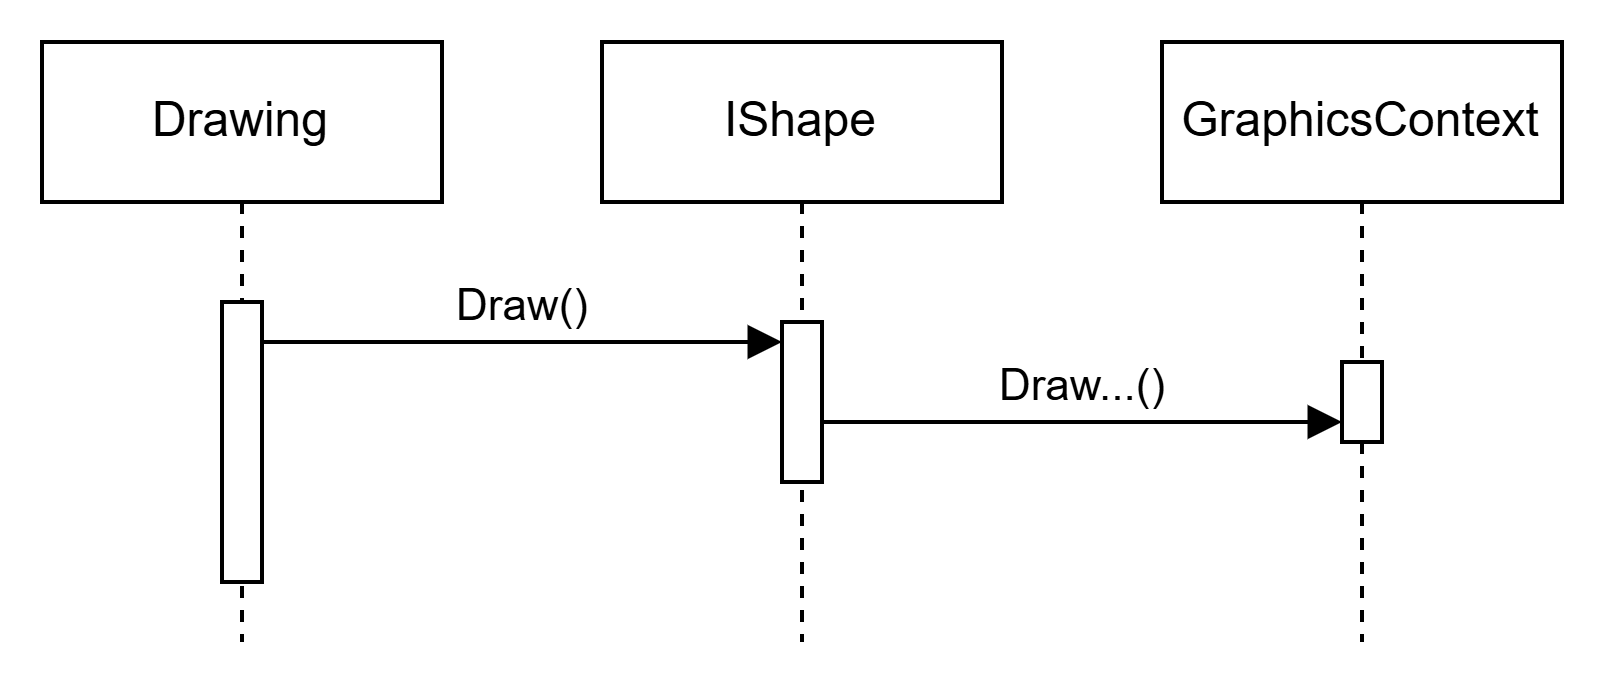 Drawing
IShape
GraphicsContext
Draw()
Draw...()